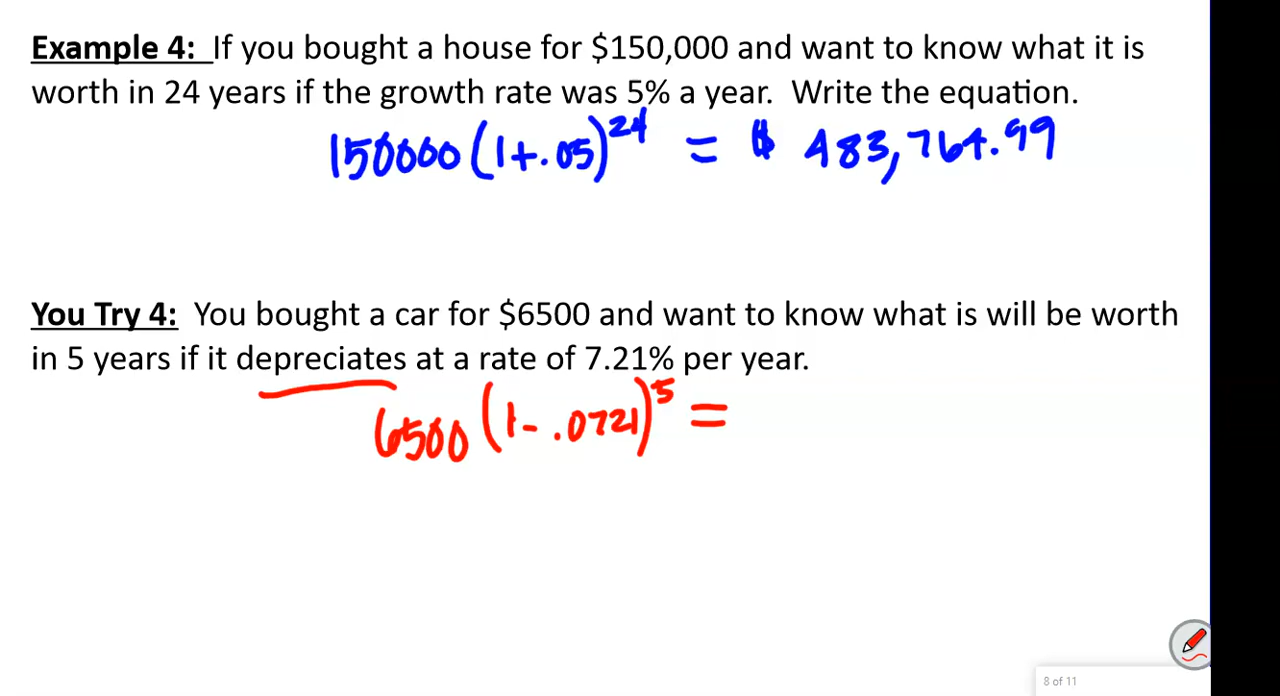 Example 4: If you bought a house for $150,000 and want to know what it is
worth in 24 years if the growth rate was 5% a year. Write the equation.
150000(1+.05)^24 = $ 483,764.99
You Try 4: You bought a car for $6500 and want to know what is will be worth
in 5 years if it depreciates at a rate of 7.21% per year.
6500(1-.0721)^5 =
8 of 11